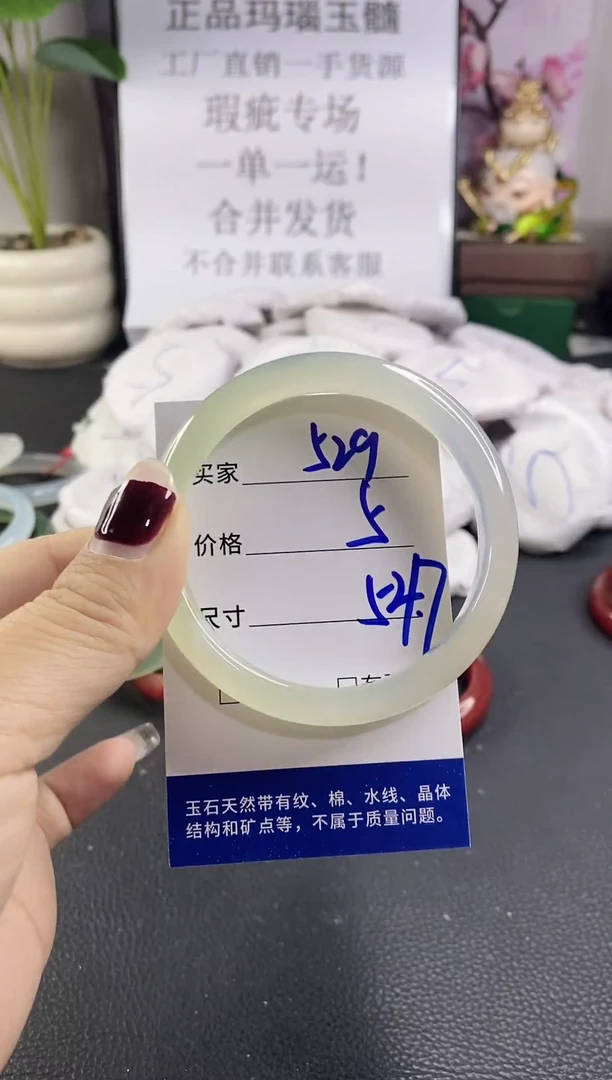 正品玛瑙玉髓
工厂直销一手货源
瑕疵专场
一单一运！
合并发货
不合并联系客服
买家 529
价格 5
尺寸 54.7
玉石天然带有纹、棉、水线、晶体
结构和矿点等，不属于质量问题。